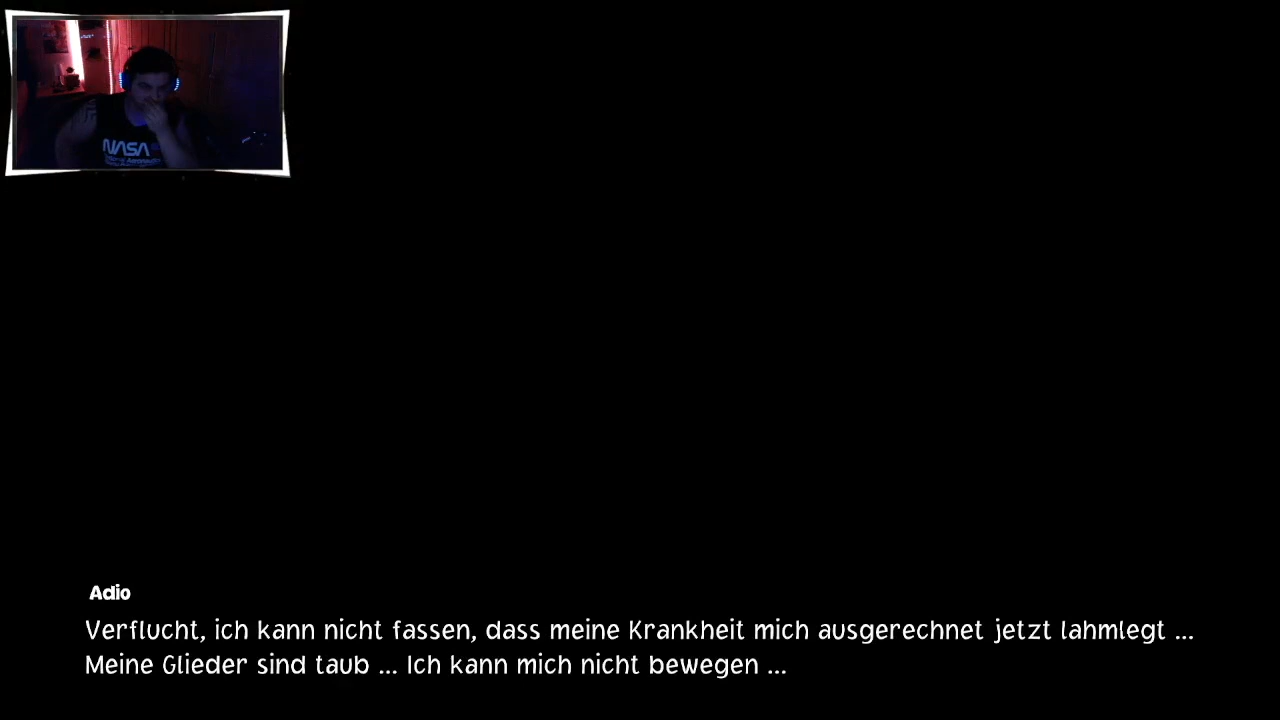 NASA
Adio
Verflucht, ich kann nicht fassen, dass meine Krankheit mich ausgerechnet jetzt lahmlegt ...
Meine Glieder sind taub ... Ich kann mich nicht bewegen ...